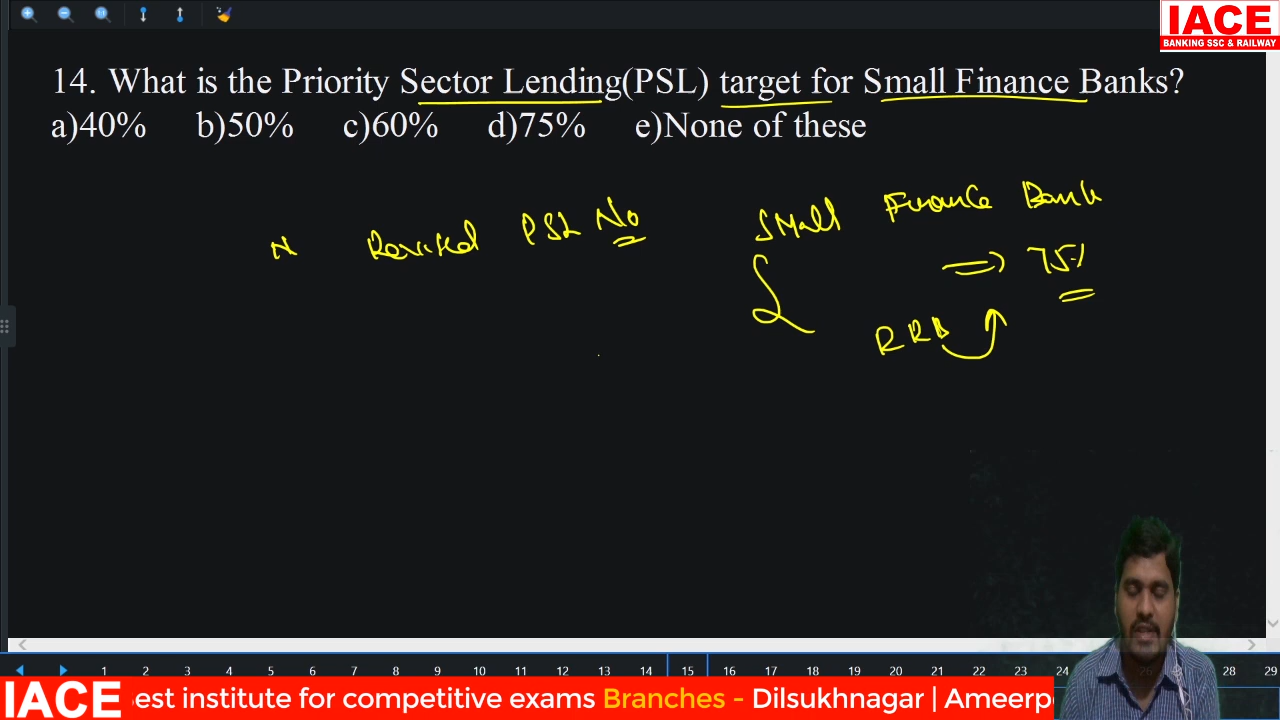 IACE
BANKING SSC & RAILWAY
14. What is the Priority Sector Lending(PSL) target for Small Finance Banks?
a)40% b)50% c)60% d)75% e)None of these
Small Finance Bank
PSL No
=> 75%
RRB
1 2 3 4 5 6 7 8 9 10 11 12 13 14 15 16 17 18 19 20 21 22 23 24 25 26 27 28 29
IACE est institute for competitive exams Branches - Dilsukhnagar | Ameerp